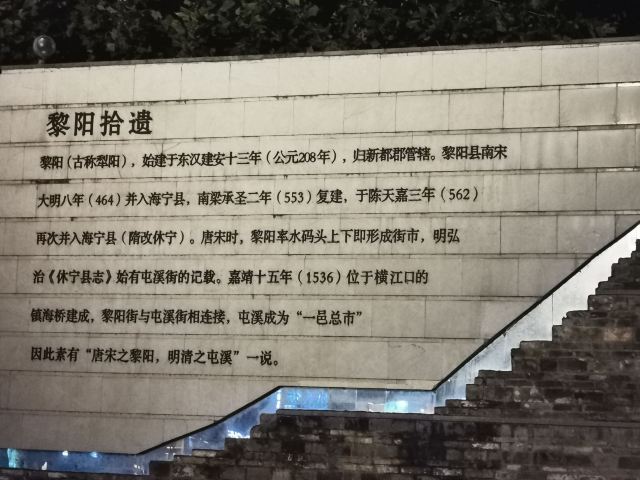 黎阳拾遗
黎阳（古称犁阳），始建于东汉建安十三年（公元208年），归新都郡管辖。黎阳县南宋
大明八年（464）并入海宁县，南梁承圣二年（553）复建，于陈天嘉三年（562）
再次并入海宁县（隋改休宁）。唐宋时，黎阳率水码头上下即形成街市，明弘
治《休宁县志》始有屯溪街的记载。嘉靖十五年（1536）位于横江口的
镇海桥建成，黎阳街与屯溪街相连接，屯溪成为“一邑总市”
因此素有“唐宋之黎阳，明清之屯溪”一说。